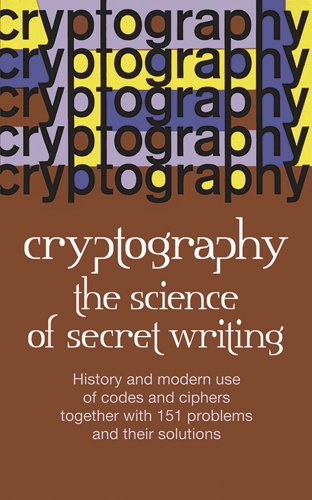 cryptography
cryptography
cryptography
cryptography
cryptography
cryptography
the science
of secret writing
History and modern use
of codes and ciphers
together with 151 problems
and their solutions